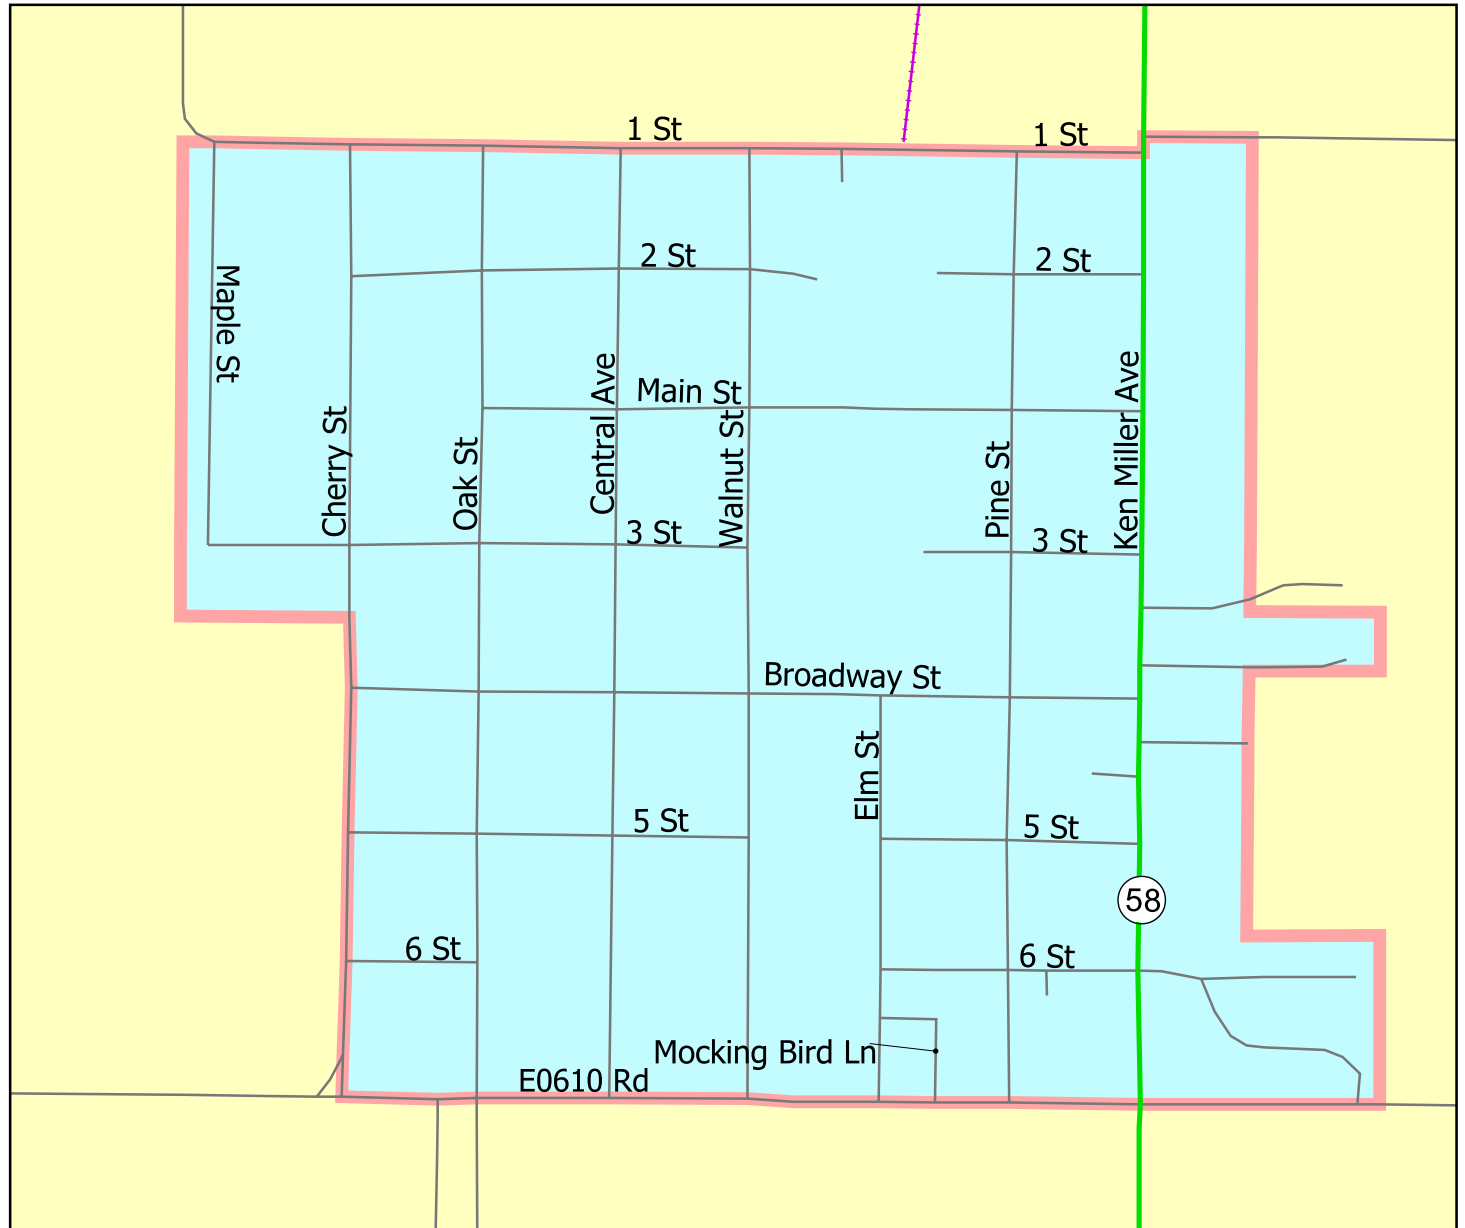 1 St
1 St
2 St
2 St
Maple St
Main St
Cherry St
Oak St
Central Ave
Walnut St
Pine St
Ken Miller Ave
3 St
3 St
Broadway St
Elm St
5 St
5 St
58
6 St
6 St
Mocking Bird Ln
E0610 Rd